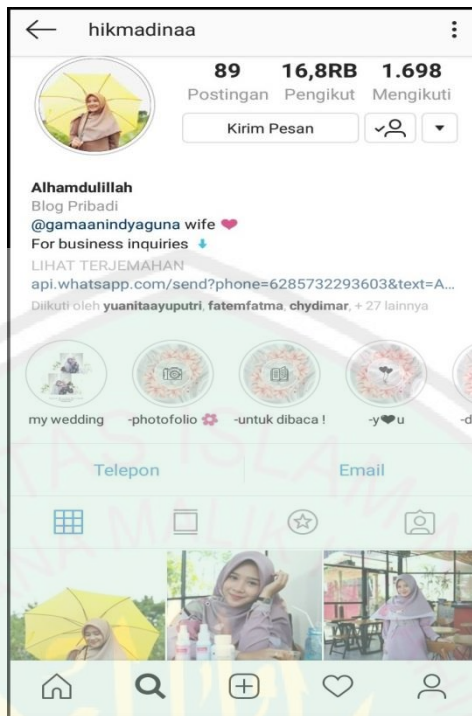 hikmadinaa
89 16,8RB 1.698
Postingan Pengikut Mengikuti
Kirim Pesan
Alhamdulillah
Blog Pribadi
@gamaanindyaguna wife ❤
For business inquiries ⬇
LIHAT TERJEMAHAN
api.whatsapp.com/send?phone=6285732293603&text=A...
Diikuti oleh yuanitaayuputri, fatemfatma, chydimar, + 27 lainnya
my wedding -photofolio 🌸 -untuk dibaca ! -y❤u -d
Telepon Email